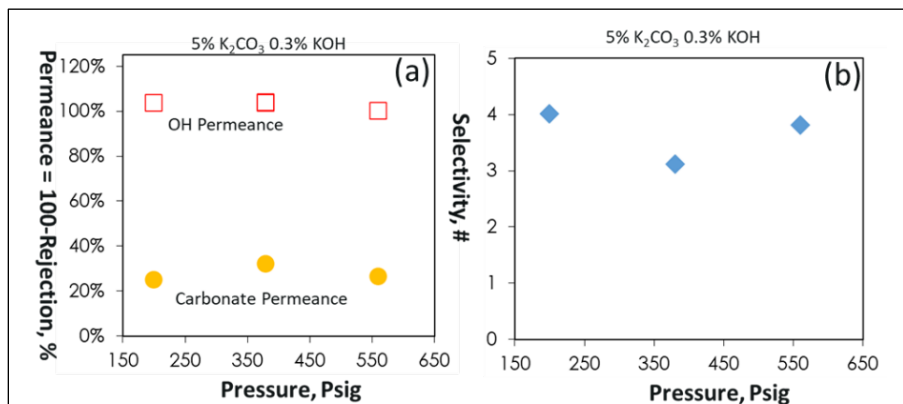 5% K₂CO₃ 0.3% KOH
(a)
Permeance = 100-Rejection, %
120%
100%
80%
60%
40%
20%
0%
OH Permeance
Carbonate Permeance
150 250 350 450 550 650
Pressure, Psig
5% K₂CO₃ 0.3% KOH
(b)
Selectivity, #
5
4
3
2
1
0
150 250 350 450 550 650
Pressure, Psig